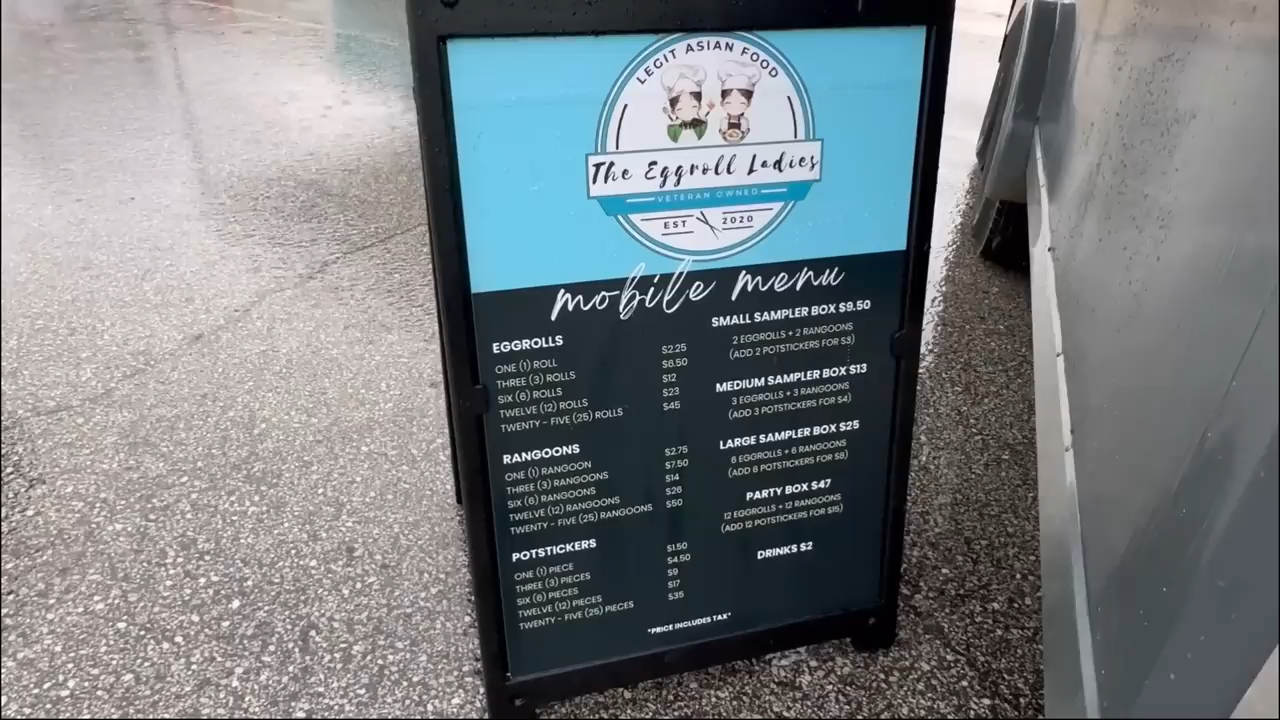 LEGIT ASIAN FOOD
The Eggroll Ladies
VETERAN OWNED
EST 2020
mobile menu
EGGROLLS
ONE (1) ROLL $2.25
THREE (3) ROLLS $6.50
SIX (6) ROLLS $12
TWELVE (12) ROLLS $23
TWENTY - FIVE (25) ROLLS $45
RANGOONS
ONE (1) RANGOON $2.75
THREE (3) RANGOONS $7.50
SIX (6) RANGOONS $14
TWELVE (12) RANGOONS $26
TWENTY - FIVE (25) RANGOONS $50
POTSTICKERS
ONE (1) PIECE $1.50
THREE (3) PIECES $4.50
SIX (6) PIECES $9
TWELVE (12) PIECES $17
TWENTY - FIVE (25) PIECES $35
SMALL SAMPLER BOX $9.50
2 EGGROLLS + 2 RANGOONS
(ADD 2 POTSTICKERS FOR $3)
MEDIUM SAMPLER BOX $13
3 EGGROLLS + 3 RANGOONS
(ADD 3 POTSTICKERS FOR $4)
LARGE SAMPLER BOX $25
6 EGGROLLS + 6 RANGOONS
(ADD 6 POTSTICKERS FOR $8)
PARTY BOX $47
12 EGGROLLS + 12 RANGOONS
(ADD 12 POTSTICKERS FOR $15)
DRINKS $2
*PRICE INCLUDES TAX*